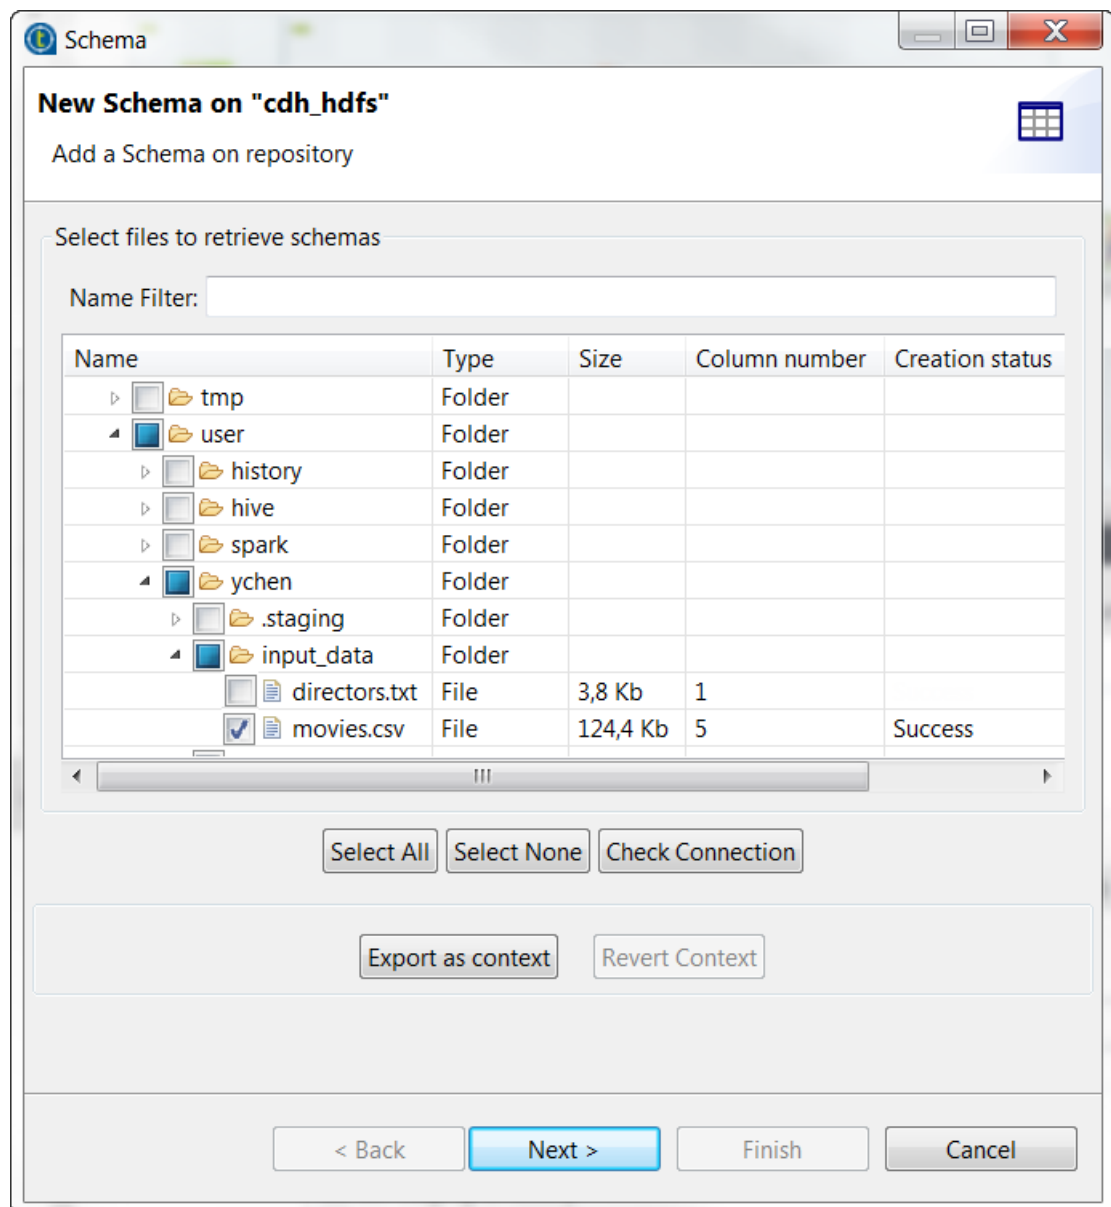 Schema
New Schema on "cdh_hdfs"
Add a Schema on repository
Select files to retrieve schemas
Name Filter:
Name Type Size Column number Creation status
tmp Folder
user Folder
history Folder
hive Folder
spark Folder
ychen Folder
.staging Folder
input_data Folder
directors.txt File 3,8 Kb 1
movies.csv File 124,4 Kb 5 Success
Select All Select None Check Connection
Export as context Revert Context
< Back Next > Finish Cancel